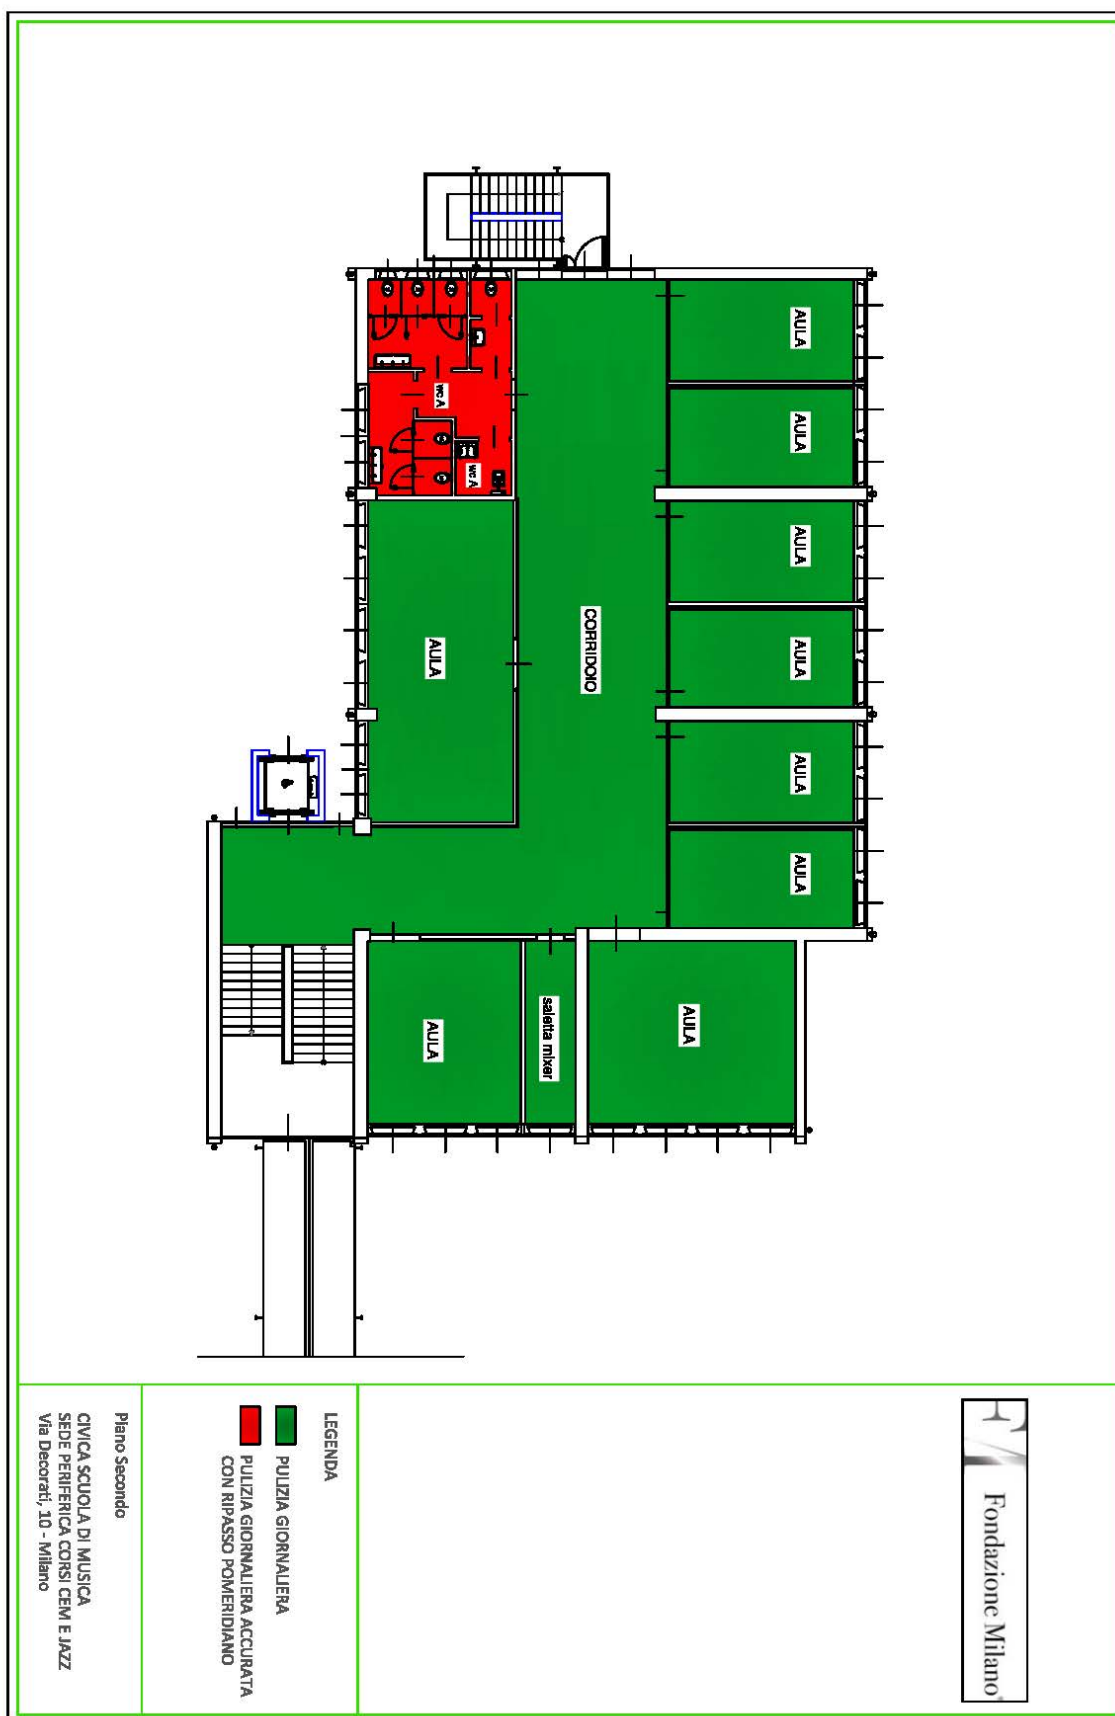 AULA
AULA
AULA
AULA
AULA
AULA
CORRIDOIO
wc A
wc A
AULA
AULA
saletta mixer
AULA
Fondazione Milano®
LEGENDA
PULIZIA GIORNALIERA
PULIZIA GIORNALIERA ACCURATA
CON RIPASSO POMERIDIANO
Piano Secondo
CIVICA SCUOLA DI MUSICA
SEDE PERIFERICA CORSI CEM E JAZZ
Via Decorati, 10 - Milano